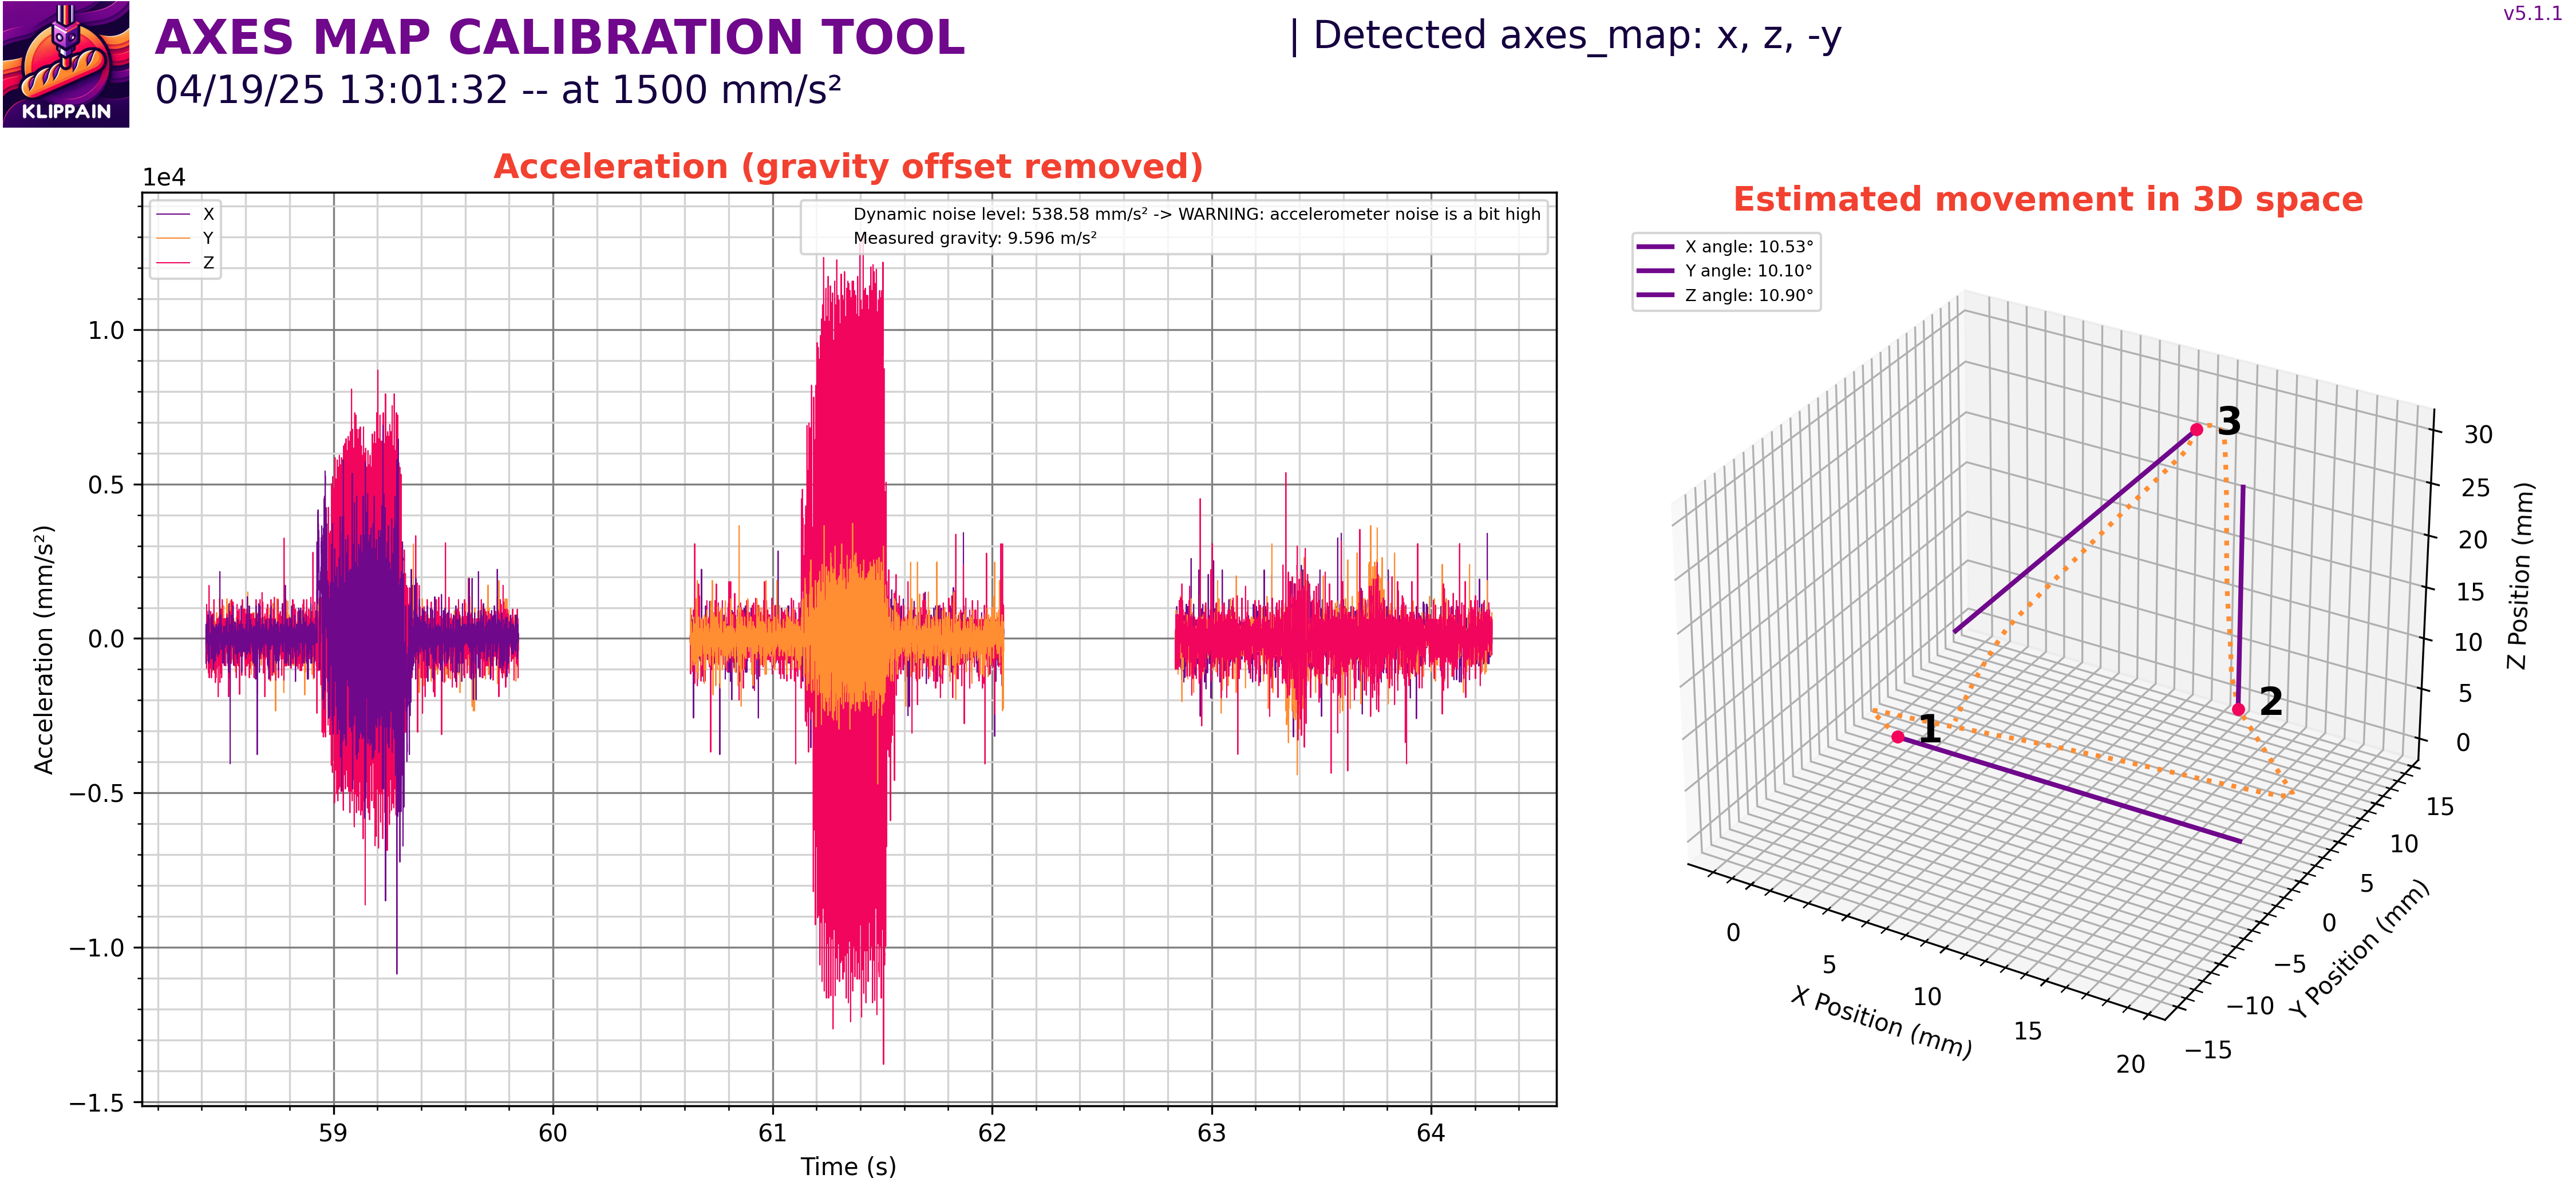 KLIPPAIN
AXES MAP CALIBRATION TOOL
04/19/25 13:01:32 -- at 1500 mm/s²
| Detected axes_map: x, z, -y
v5.1.1
Acceleration (gravity offset removed)
1e4
X
Y
Z
Dynamic noise level: 538.58 mm/s² -> WARNING: accelerometer noise is a bit high
Measured gravity: 9.596 m/s²
1.0
0.5
0.0
−0.5
−1.0
−1.5
Acceleration (mm/s²)
59
60
61
62
63
64
Time (s)
Estimated movement in 3D space
X angle: 10.53°
Y angle: 10.10°
Z angle: 10.90°
1
2
3
0
5
10
15
20
X Position (mm)
−15
−10
−5
0
5
10
15
Y Position (mm)
0
5
10
15
20
25
30
Z Position (mm)